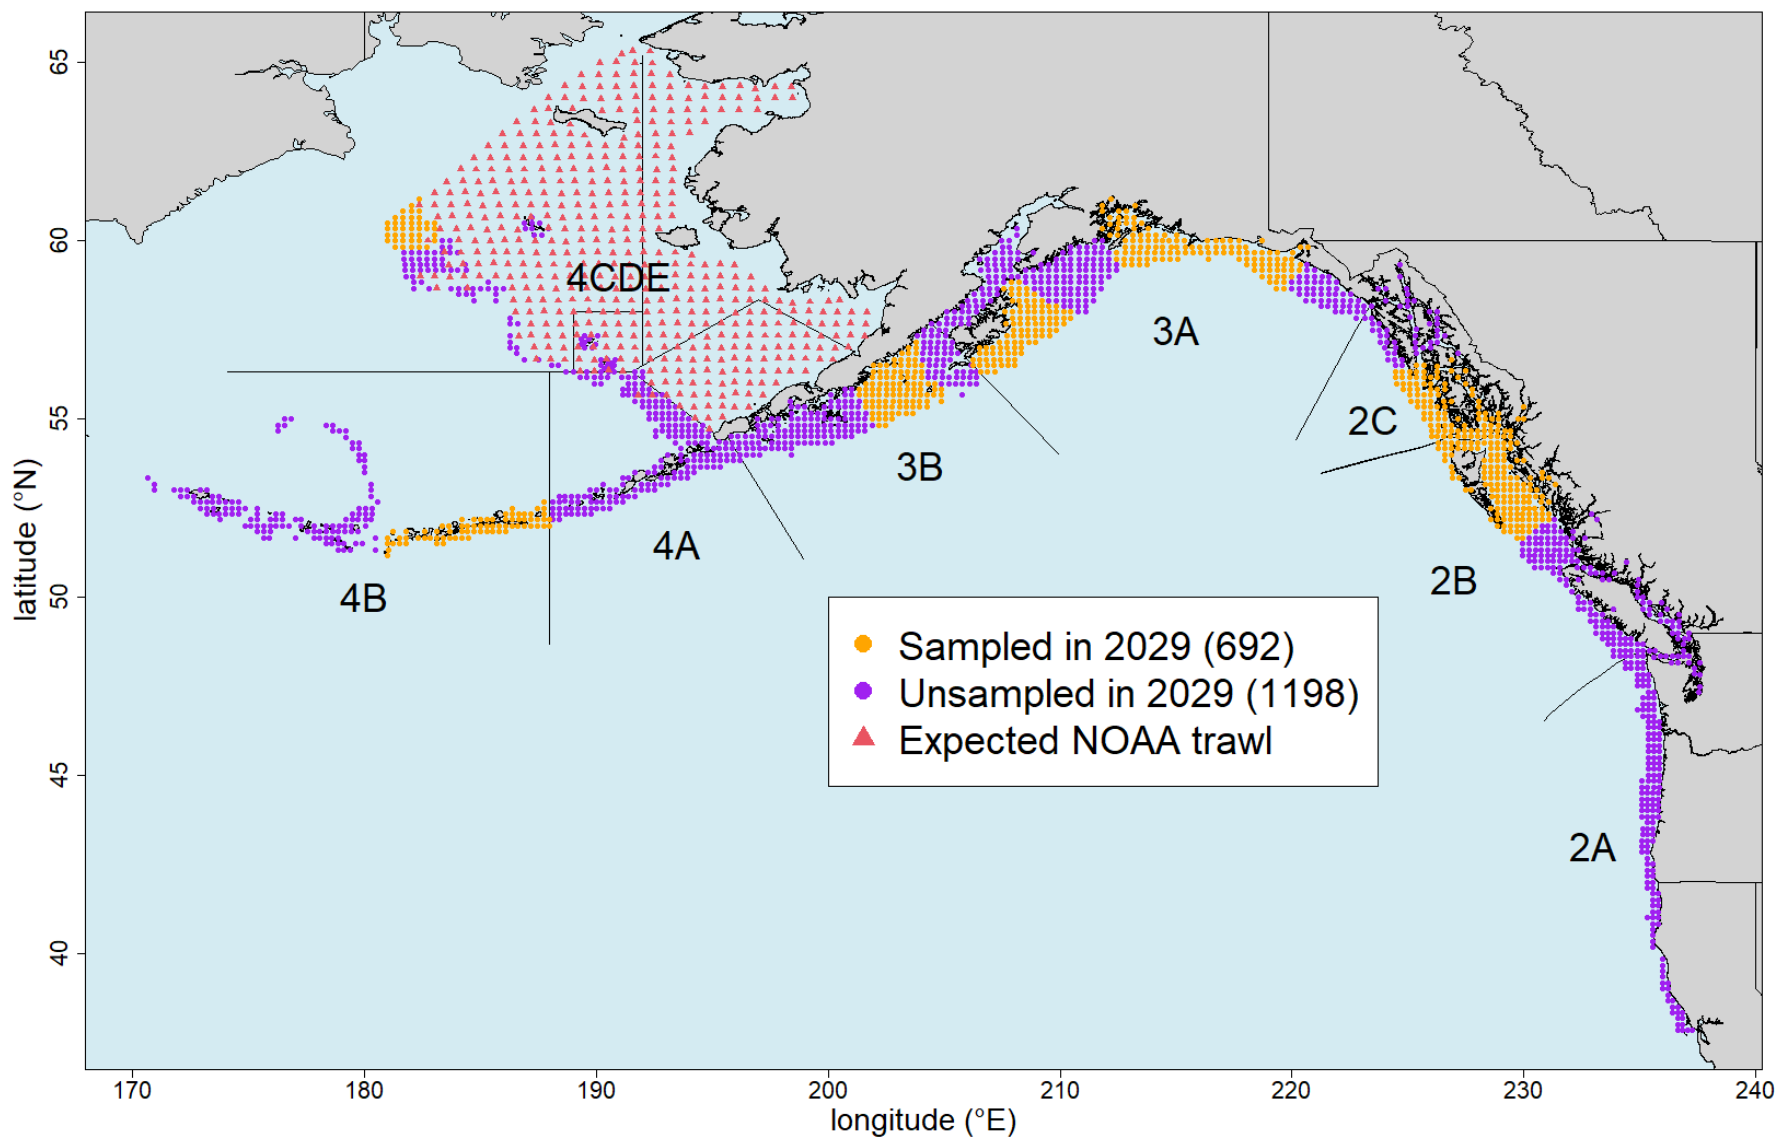 65
60
55
50
45
40
latitude (°N)
4CDE
3A
2C
3B
4A
2B
4B
2A
Sampled in 2029 (692)
Unsampled in 2029 (1198)
Expected NOAA trawl
170
180
190
200
210
220
230
240
longitude (°E)